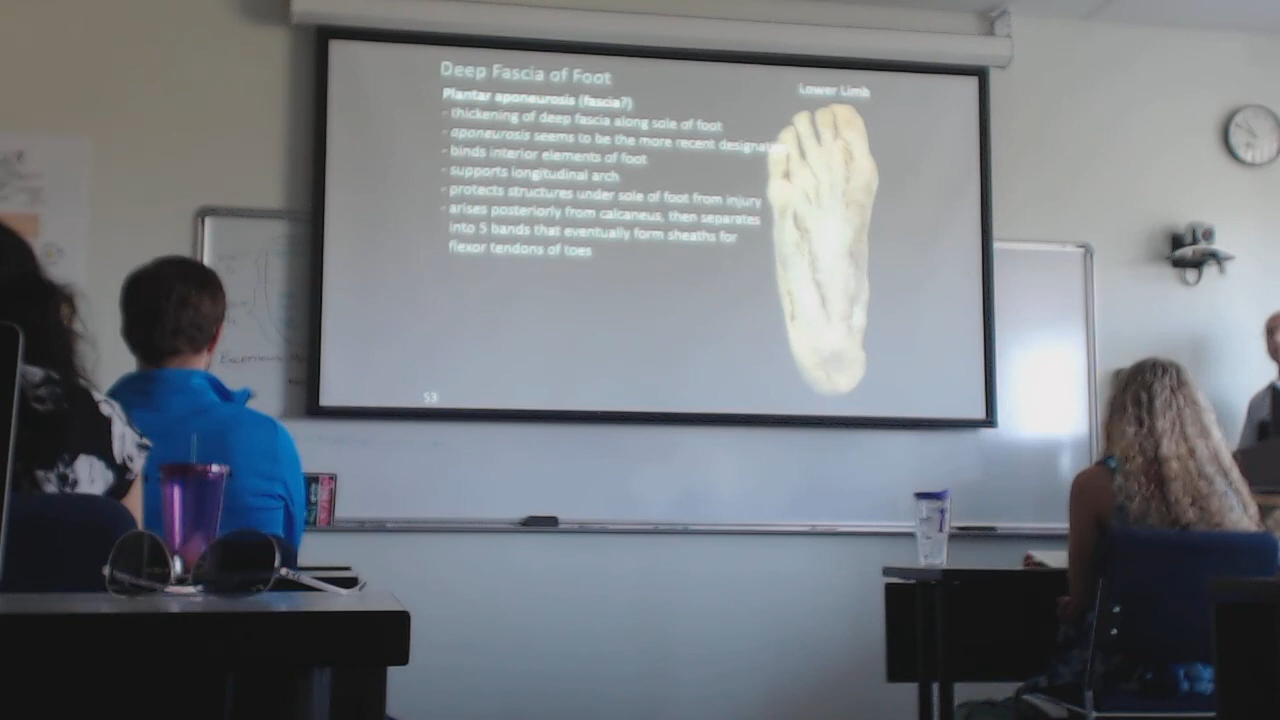 Deep Fascia of Foot
Lower Limb
Plantar aponeurosis (fascia?)
- thickening of deep fascia along sole of foot
- aponeurosis seems to be the more recent
- binds interior elements of foot
- supports longitudinal arch
- protects structures under sole of foot from injury
- arises posteriorly from calcaneus, then separates
into 5 bands that eventually form sheaths for
flexor tendons of toes
53